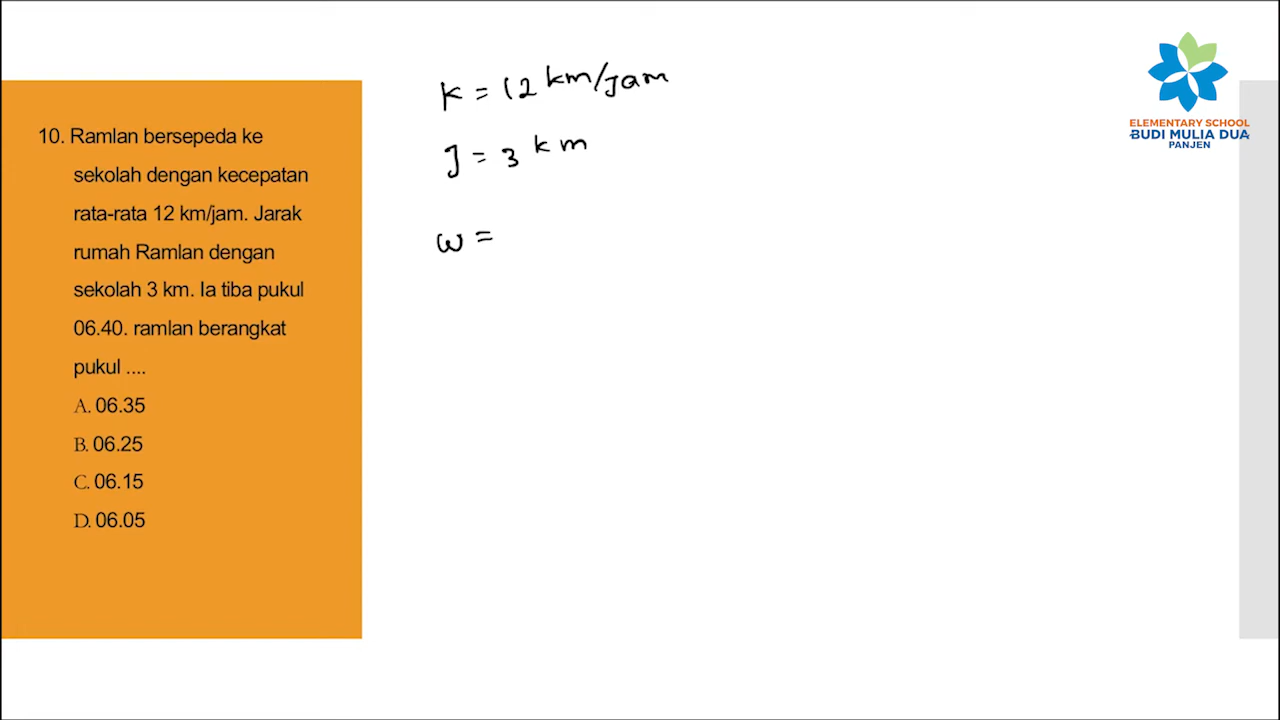 10. Ramlan bersepeda ke
sekolah dengan kecepatan
rata-rata 12 km/jam. Jarak
rumah Ramlan dengan
sekolah 3 km. Ia tiba pukul
06.40. ramlan berangkat
pukul ....
A. 06.35
B. 06.25
C. 06.15
D. 06.05
K = 12 km/jam
J = 3 km
w =
ELEMENTARY SCHOOL
BUDI MULIA DUA
PANJEN